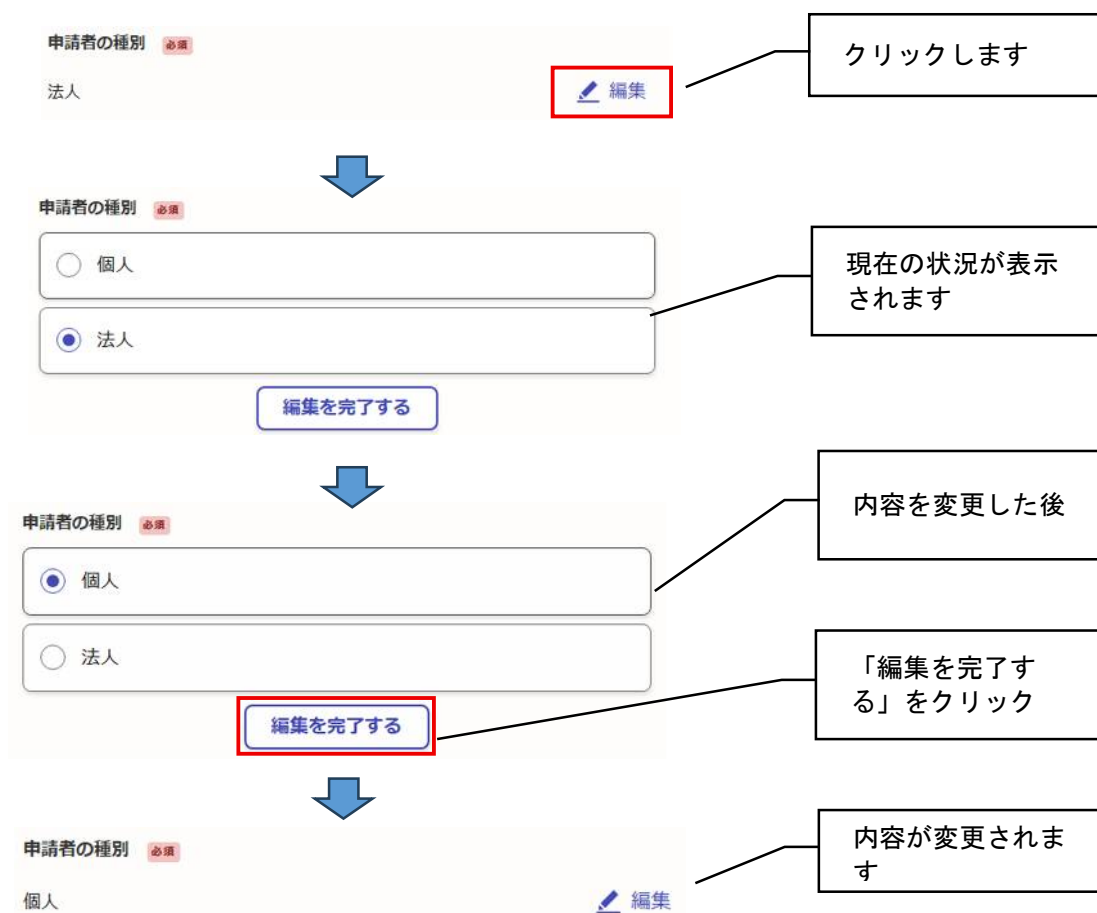 申請者の種別 必須
クリックします
法人
編集
申請者の種別 必須
個人
現在の状況が表示
されます
法人
編集を完了する
内容を変更した後
申請者の種別 必須
個人
法人
「編集を完了す
る」をクリック
編集を完了する
内容が変更されま
す
申請者の種別 必須
個人
編集